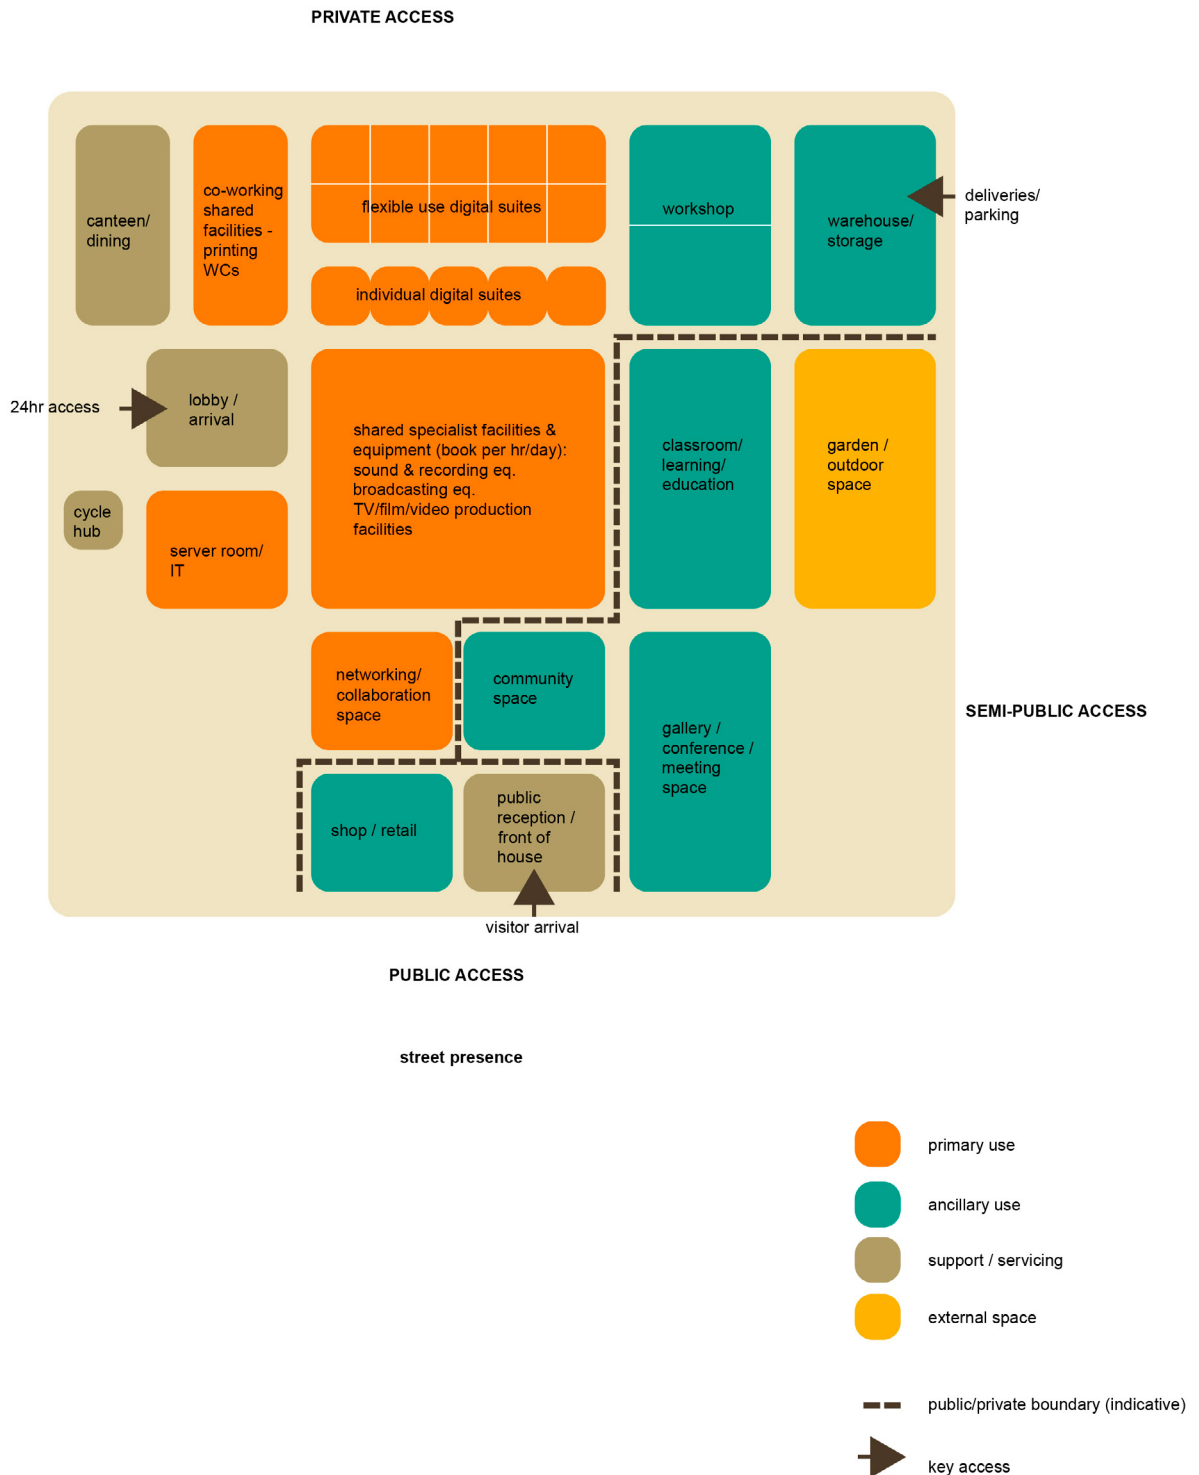 PRIVATE ACCESS
canteen/
dining
co-working
shared
facilities -
printing
WCs
flexible use digital suites
individual digital suites
workshop
warehouse/
storage
deliveries/
parking
24hr access
lobby /
arrival
shared specialist facilities &
equipment (book per hr/day):
sound & recording eq.
broadcasting eq.
TV/film/video production
facilities
classroom/
learning/
education
garden /
outdoor
space
cycle
hub
server room/
IT
networking/
collaboration
space
community
space
gallery /
conference /
meeting
space
SEMI-PUBLIC ACCESS
shop / retail
public
reception /
front of
house
visitor arrival
PUBLIC ACCESS
street presence
primary use
ancillary use
support / servicing
external space
public/private boundary (indicative)
key access